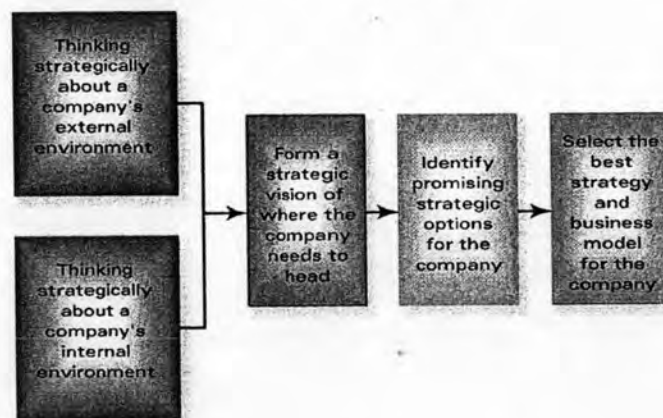 Thinking
strategically
about a
company's
external
environment
Thinking
strategically
about a
company's
internal
environment
Form a
strategic
vision of
where the
company
needs to
head
Identify
promising
strategic
options
for the
company
Select the
best
strategy
and
business
model
for the
company